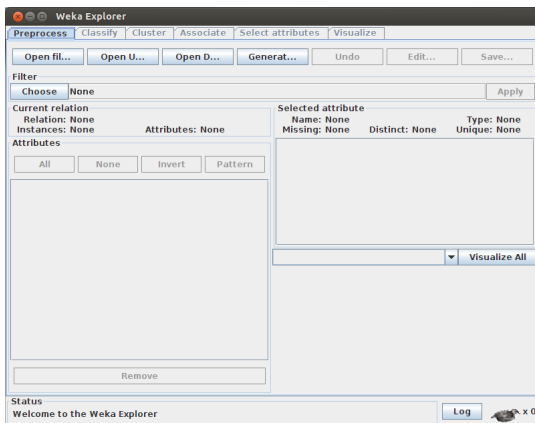 Weka Explorer
Preprocess Classify Cluster Associate Select attributes Visualize
Open fil... Open U... Open D... Generat... Undo Edit... Save...
Filter
Choose None Apply
Current relation
Relation: None
Instances: None Attributes: None
Selected attribute
Name: None Type: None
Missing: None Distinct: None Unique: None
Attributes
All None Invert Pattern
Visualize All
Remove
Status
Welcome to the Weka Explorer
Log x 0